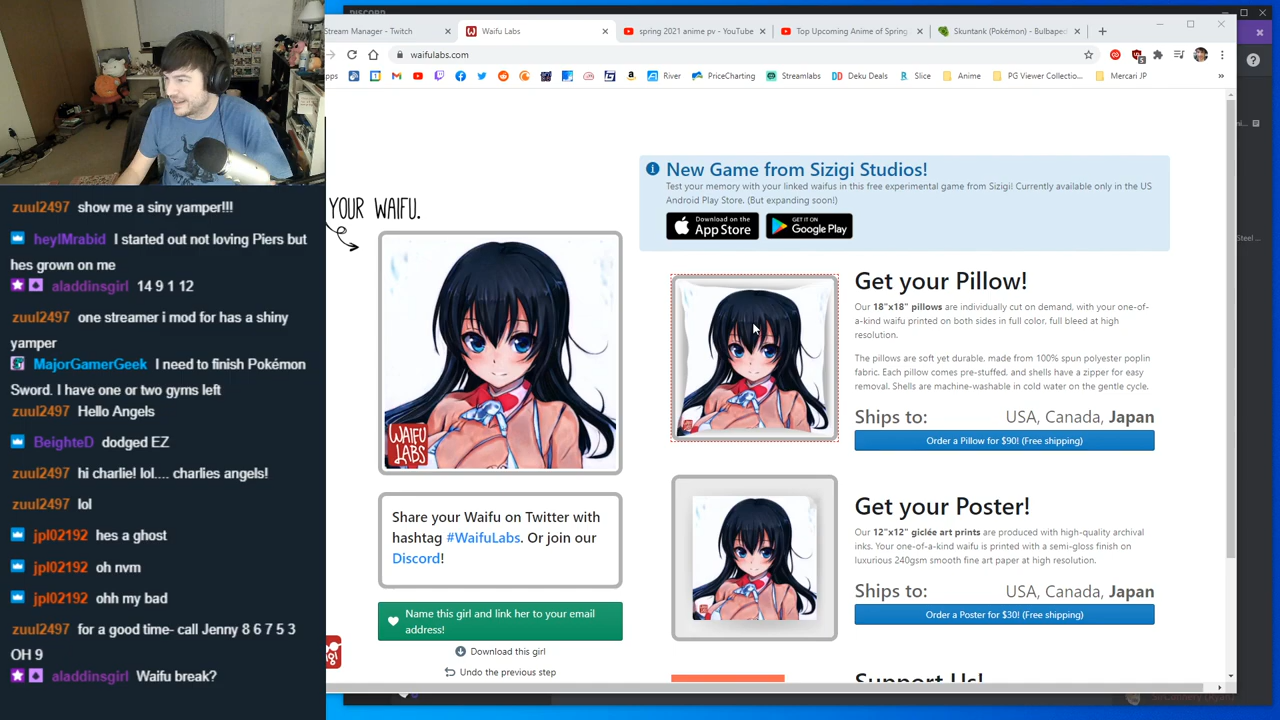 DISCORD
Stream Manager - Twitch
Waifu Labs
spring 2021 anime pv - YouTube
Top Upcoming Anime of Spring
Skuntank (Pokémon) - Bulbape
waifulabs.com
River
PriceCharting
Streamlabs
DD Deku Deals
Slice
Anime
PG Viewer Collectio...
Mercari JP
»
zuul2497 show me a siny yamper!!!
heyIMrabid I started out not loving Piers but
hes grown on me
aladdinsgirl 14 9 1 12
one streamer i mod for has a shiny
yamper
MajorGamerGeek I need to finish Pokémon
Sword. I have one or two gyms left
zuul2497 Hello Angels
BeighteD dodged EZ
zuul2497 hi charlie! lol.... charlies angels!
zuul2497 lol
jpl02192 hes a ghost
jpl02192 oh nvm
jpl02192 ohh my bad
zuul2497 for a good time- call Jenny 8 6 7 5 3
OH 9
aladdinsgirl Waifu break?
YOUR WAIFU.
WAIFU
LABS
Share your Waifu on Twitter with
hashtag #WaifuLabs. Or join our
Discord!
Name this girl and link her to your email
address!
Download this girl
Undo the previous step
New Game from Sizigi Studios!
Test your memory with your linked waifus in this free experimental game from Sizigi! Currently available only in the US
Android Play Store. (But expanding soon!)
Download on the
App Store
GET IT ON
Google Play
Get your Pillow!
Our 18"x18" pillows are individually cut on demand, with your one-of-
a-kind waifu printed on both sides in full color, full bleed at high
resolution.
The pillows are soft yet durable, made from 100% spun polyester poplin
fabric. Each pillow comes pre-stuffed, and shells have a zipper for easy
removal. Shells are machine-washable in cold water on the gentle cycle.
Ships to: USA, Canada, Japan
Order a Pillow for $90! (Free shipping)
Get your Poster!
Our 12"x12" giclée art prints are produced with high-quality archival
inks. Your one-of-a-kind waifu is printed with a semi-gloss finish on
luxurious 240gsm smooth fine art paper at high resolution.
Ships to: USA, Canada, Japan
Order a Poster for $30! (Free shipping)
Support Us!